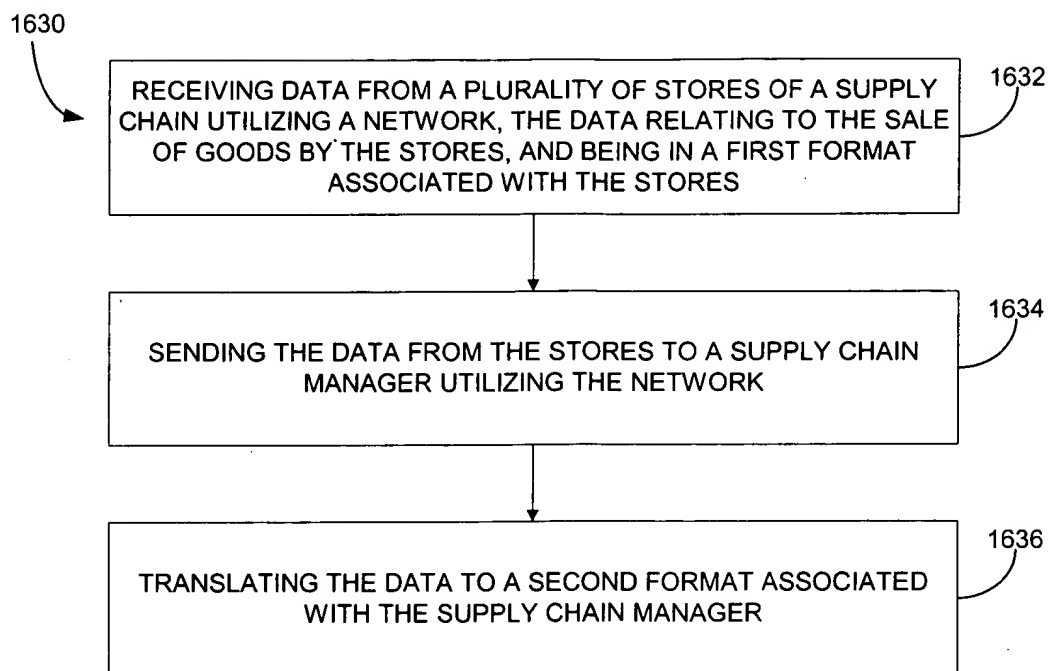 1630
1632
RECEIVING DATA FROM A PLURALITY OF STORES OF A SUPPLY
CHAIN UTILIZING A NETWORK, THE DATA RELATING TO THE SALE
OF GOODS BY THE STORES, AND BEING IN A FIRST FORMAT
ASSOCIATED WITH THE STORES
1634
SENDING THE DATA FROM THE STORES TO A SUPPLY CHAIN
MANAGER UTILIZING THE NETWORK
1636
TRANSLATING THE DATA TO A SECOND FORMAT ASSOCIATED
WITH THE SUPPLY CHAIN MANAGER